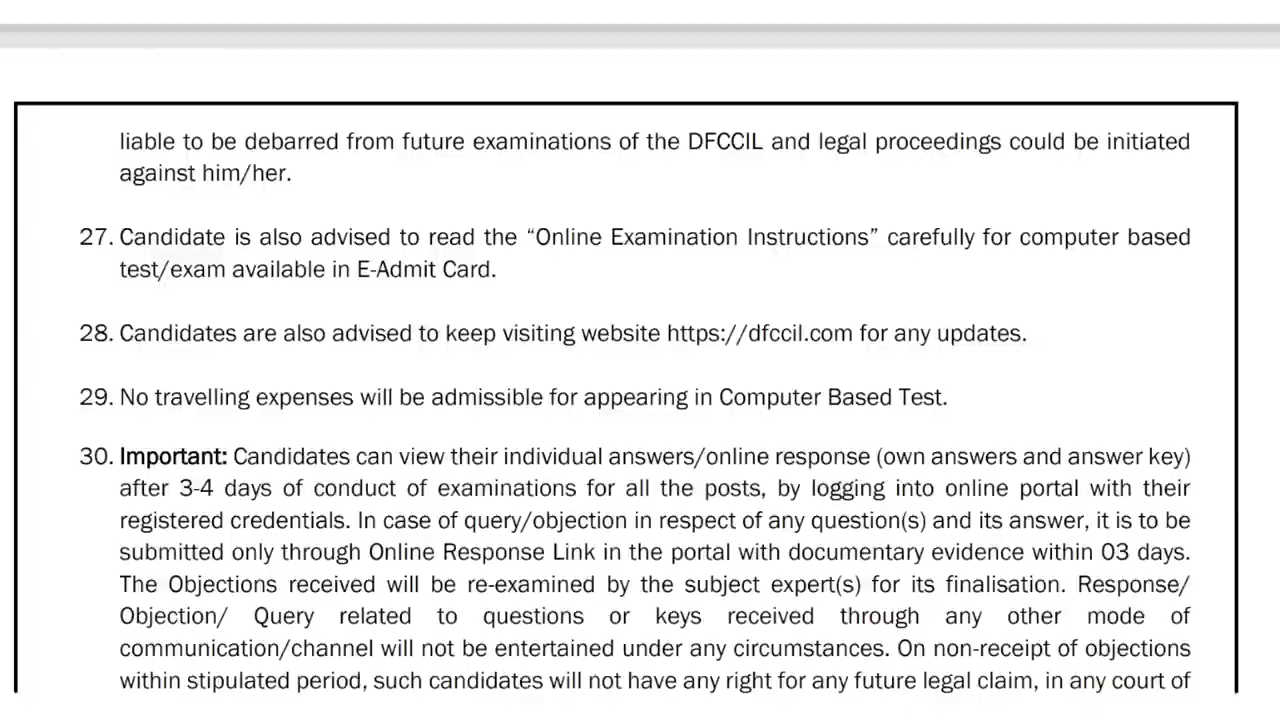 liable to be debarred from future examinations of the DFCCIL and legal proceedings could be initiated
against him/her.
27. Candidate is also advised to read the “Online Examination Instructions” carefully for computer based
test/exam available in E-Admit Card.
28. Candidates are also advised to keep visiting website https://dfccil.com for any updates.
29. No travelling expenses will be admissible for appearing in Computer Based Test.
30. Important: Candidates can view their individual answers/online response (own answers and answer key)
after 3-4 days of conduct of examinations for all the posts, by logging into online portal with their
registered credentials. In case of query/objection in respect of any question(s) and its answer, it is to be
submitted only through Online Response Link in the portal with documentary evidence within 03 days.
The Objections received will be re-examined by the subject expert(s) for its finalisation. Response/
Objection/ Query related to questions or keys received through any other mode of
communication/channel will not be entertained under any circumstances. On non-receipt of objections
within stipulated period, such candidates will not have any right for any future legal claim, in any court of